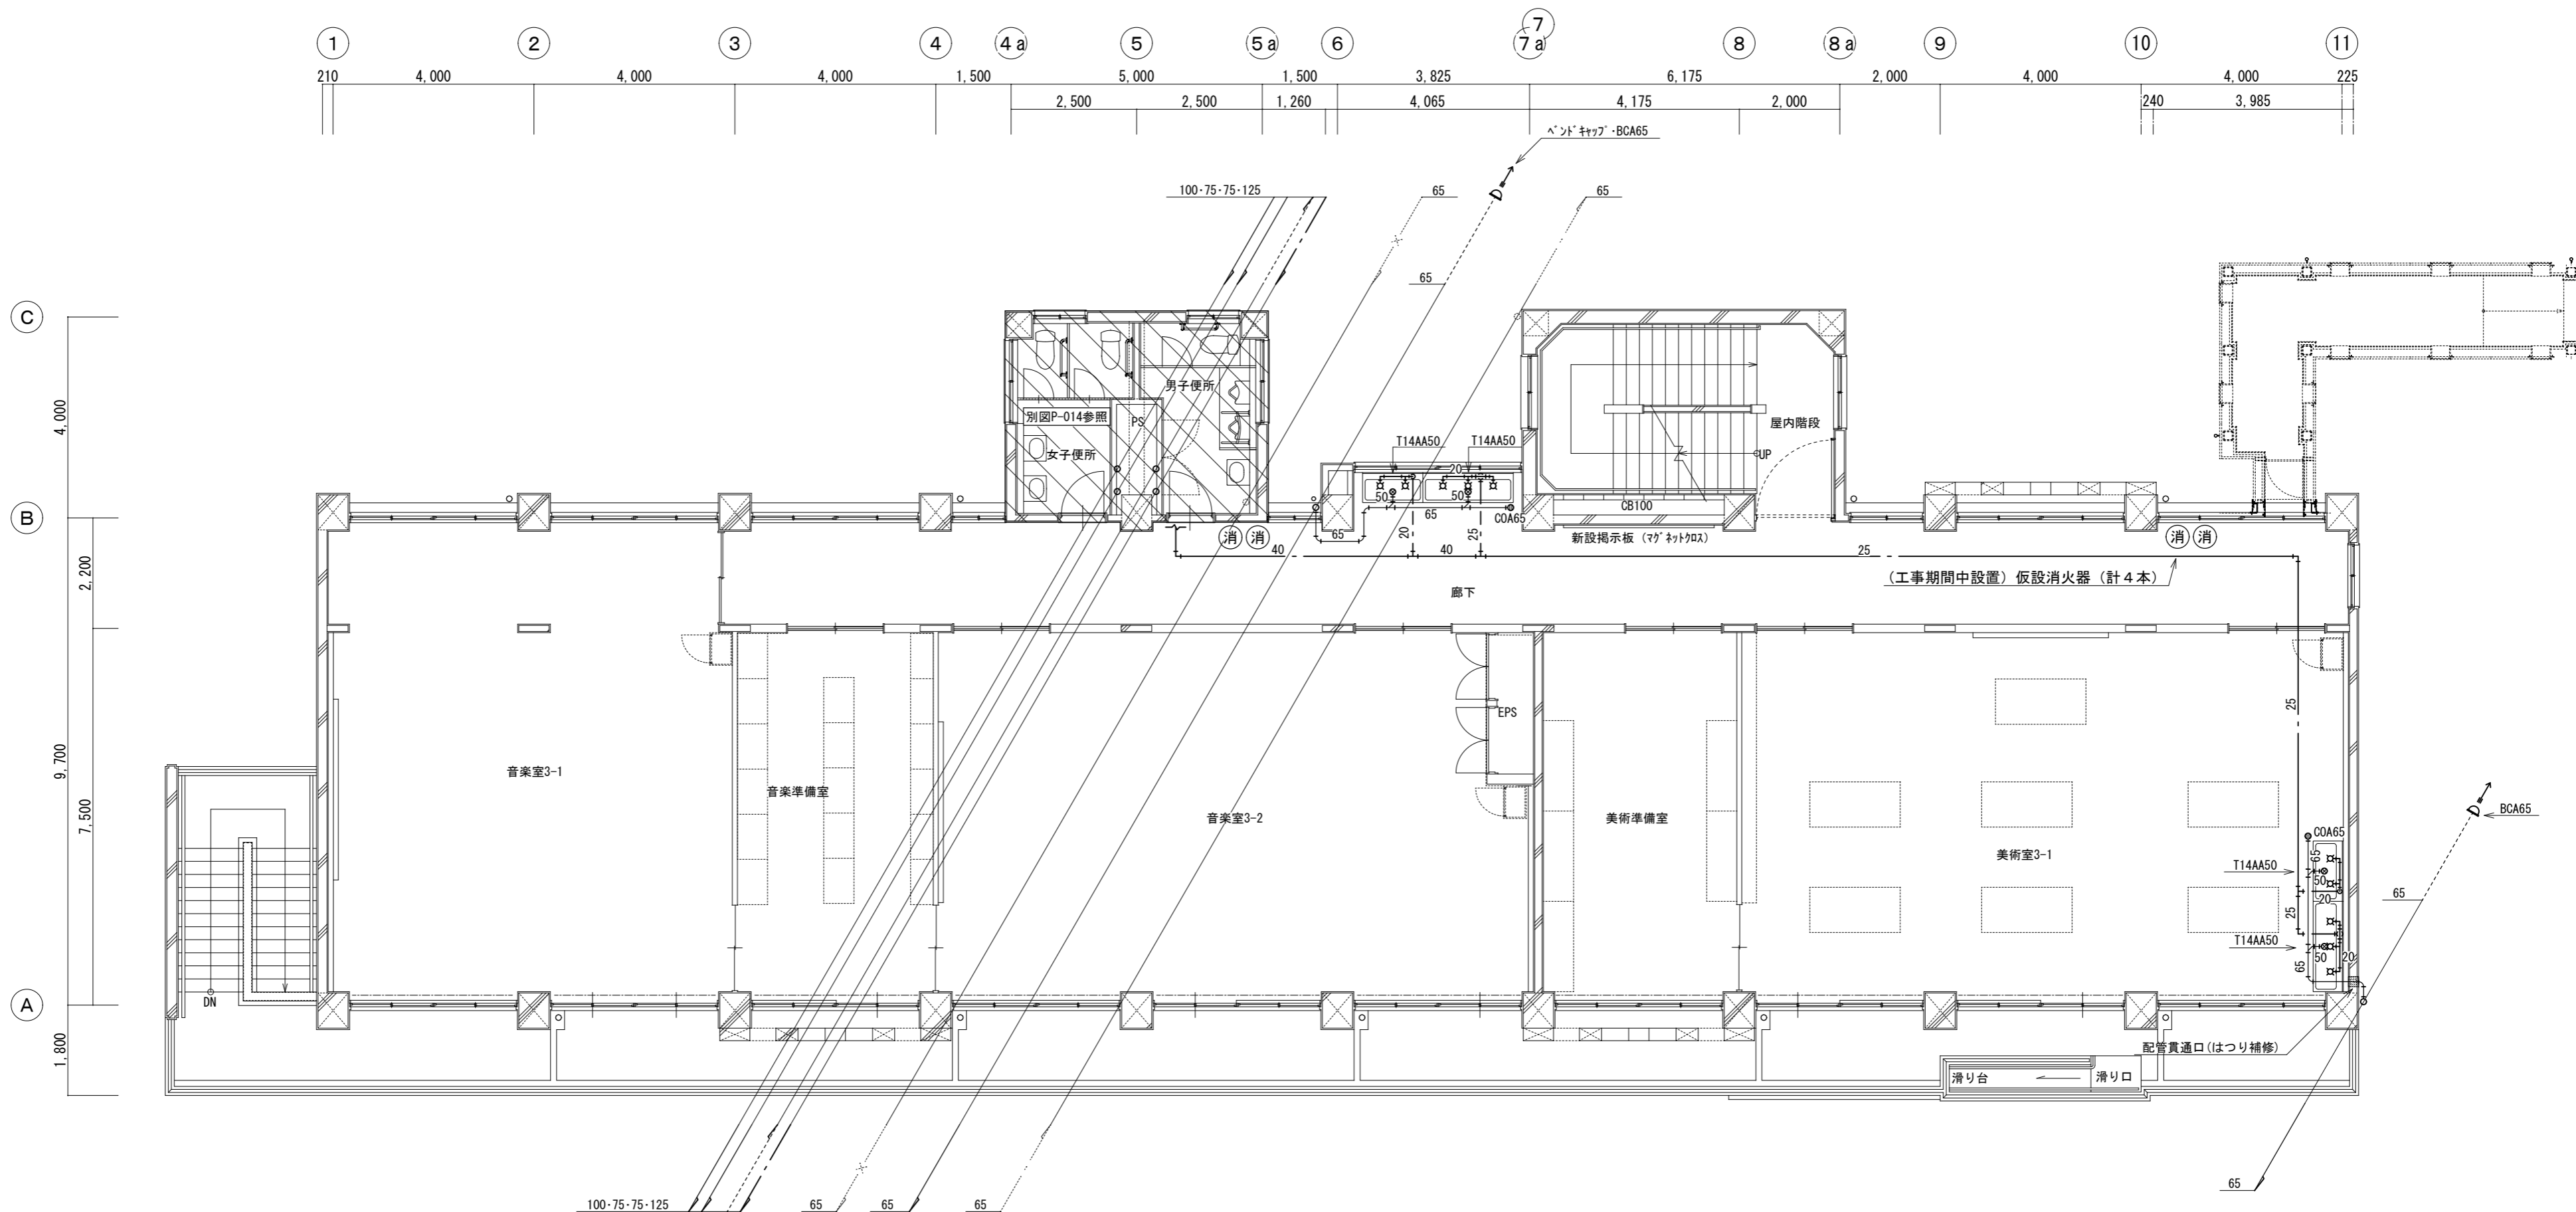 1 2 3 4 4a 5 5a 6 7 7a 8 8a 9 10 11
210 4,000 4,000 4,000 1,500 5,000 1,500 3,825 6,175 2,000 4,000 4,000 225
2,500 2,500 1,260 4,065 4,175 2,000 240 3,985
ベンドキャップ・BCA65
100・75・75・125
65
65
D
65
C
4,000
男子便所
別図P-014参照
PS
女子便所
屋内階段
UP
T14AA50
T14AA50
20
50
50
65
COA65
CB100
B
65
消 消
20
25
新設掲示板 (マグネットクロス)
消 消
40
40
25
2,200
(工事期間中設置) 仮設消火器 (計4本)
廊下
9,700
7,500
25
EPS
音楽室3-1
音楽準備室
音楽室3-2
美術準備室
美術室3-1
D
BCA65
COA65
65
T14AA50
50
20
25
65
T14AA50
50
20
65
DN
A
1,800
配管貫通口(はつり補修)
滑り台
滑り口
65
100・75・75・125
65
65
65